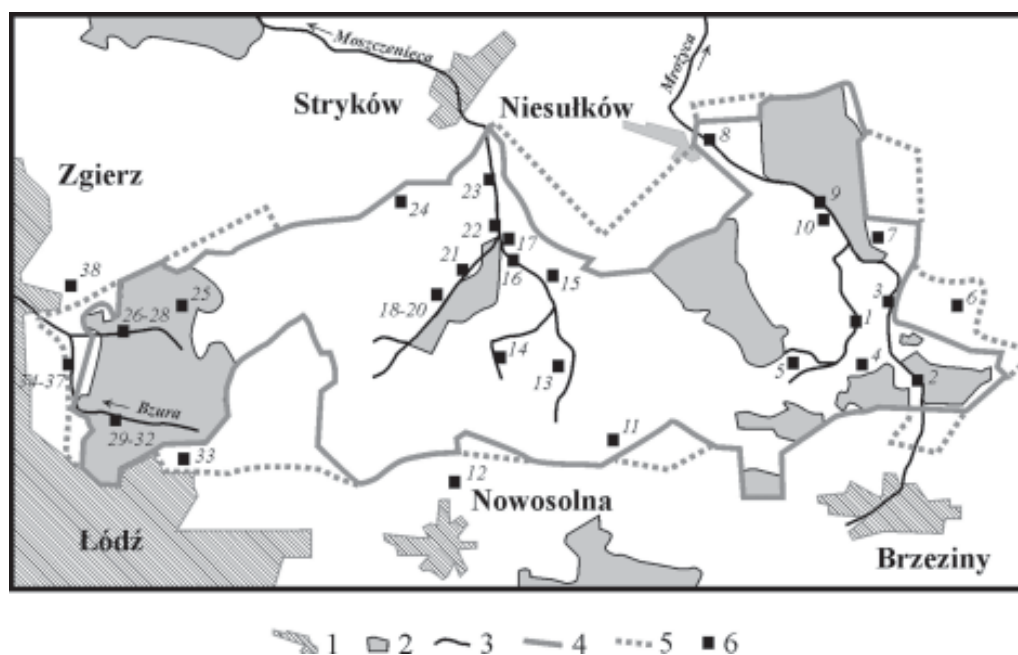 Moszczenica
Mrożyca
Stryków
Niesułków
Zgierz
8
23
24
9
10
22
17
7
38
21
16
15
25
6
3
26-28
18-20
1
14
5
4
34-37
13
2
Bzura
29-32
11
33
12
Nowosolna
Łódź
Brzeziny
1 2 3 4 5 6